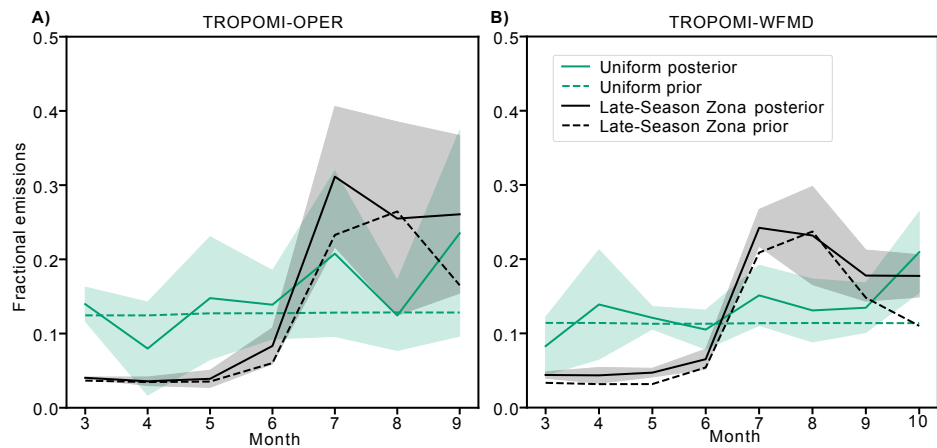 A) TROPOMI-OPER
0.5
0.4
0.3
0.2
0.1
0.0
Fractional emissions
3 4 5 6 7 8 9
Month
B) TROPOMI-WFMD
0.5
0.4
0.3
0.2
0.1
0.0
Uniform posterior
Uniform prior
Late-Season Zona posterior
Late-Season Zona prior
3 4 5 6 7 8 9 10
Month